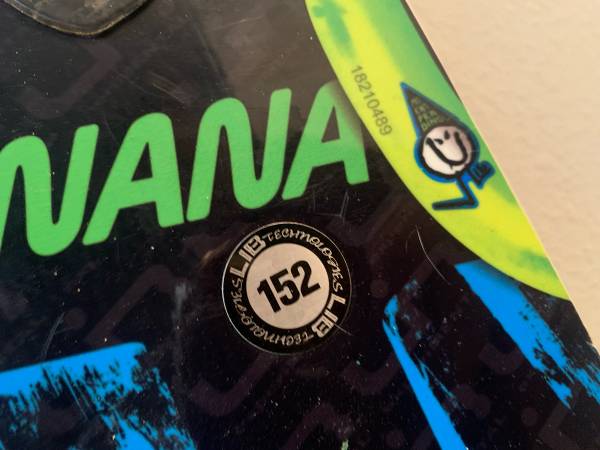 NANA
18210489
LIB TECHNOLOGIES
152
LIB TECHNOLOGIES